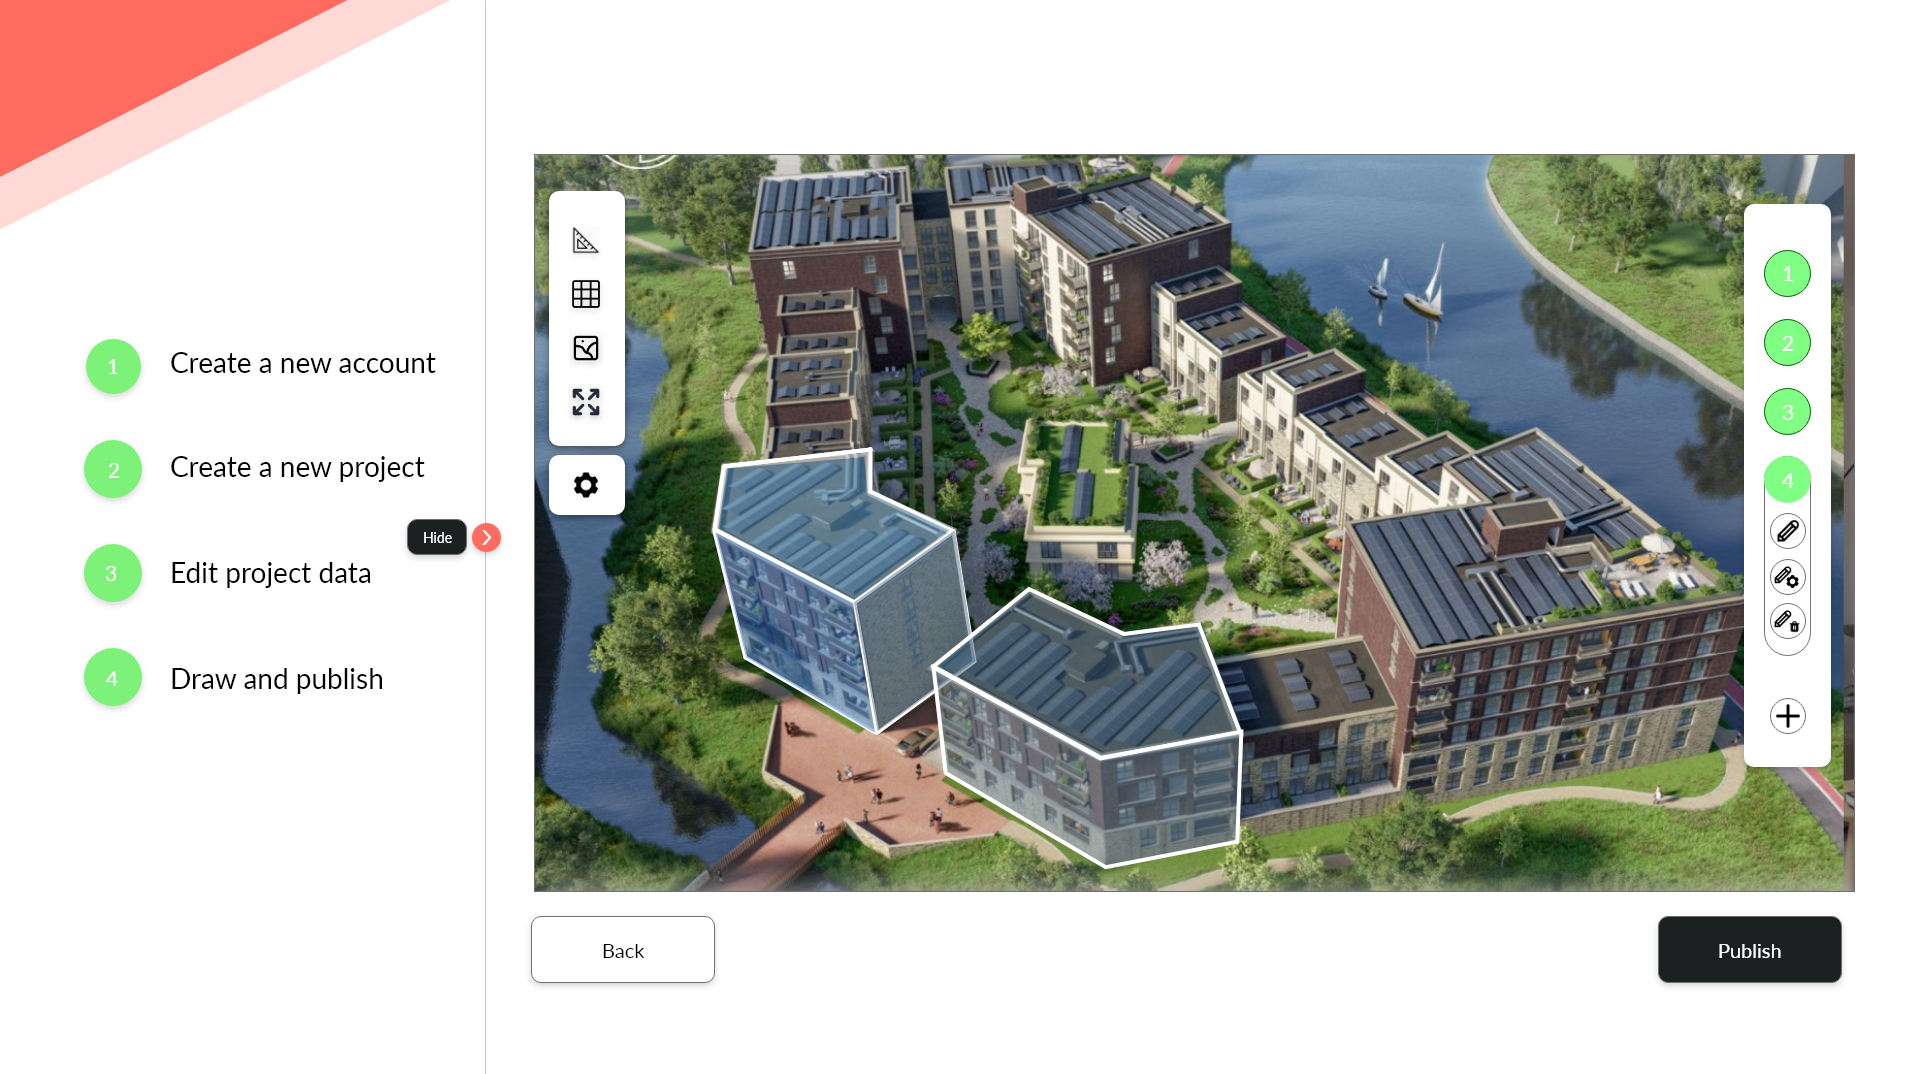 1 Create a new account
2 Create a new project
Hide
3 Edit project data
4 Draw and publish
1
2
3
4
Back
Publish